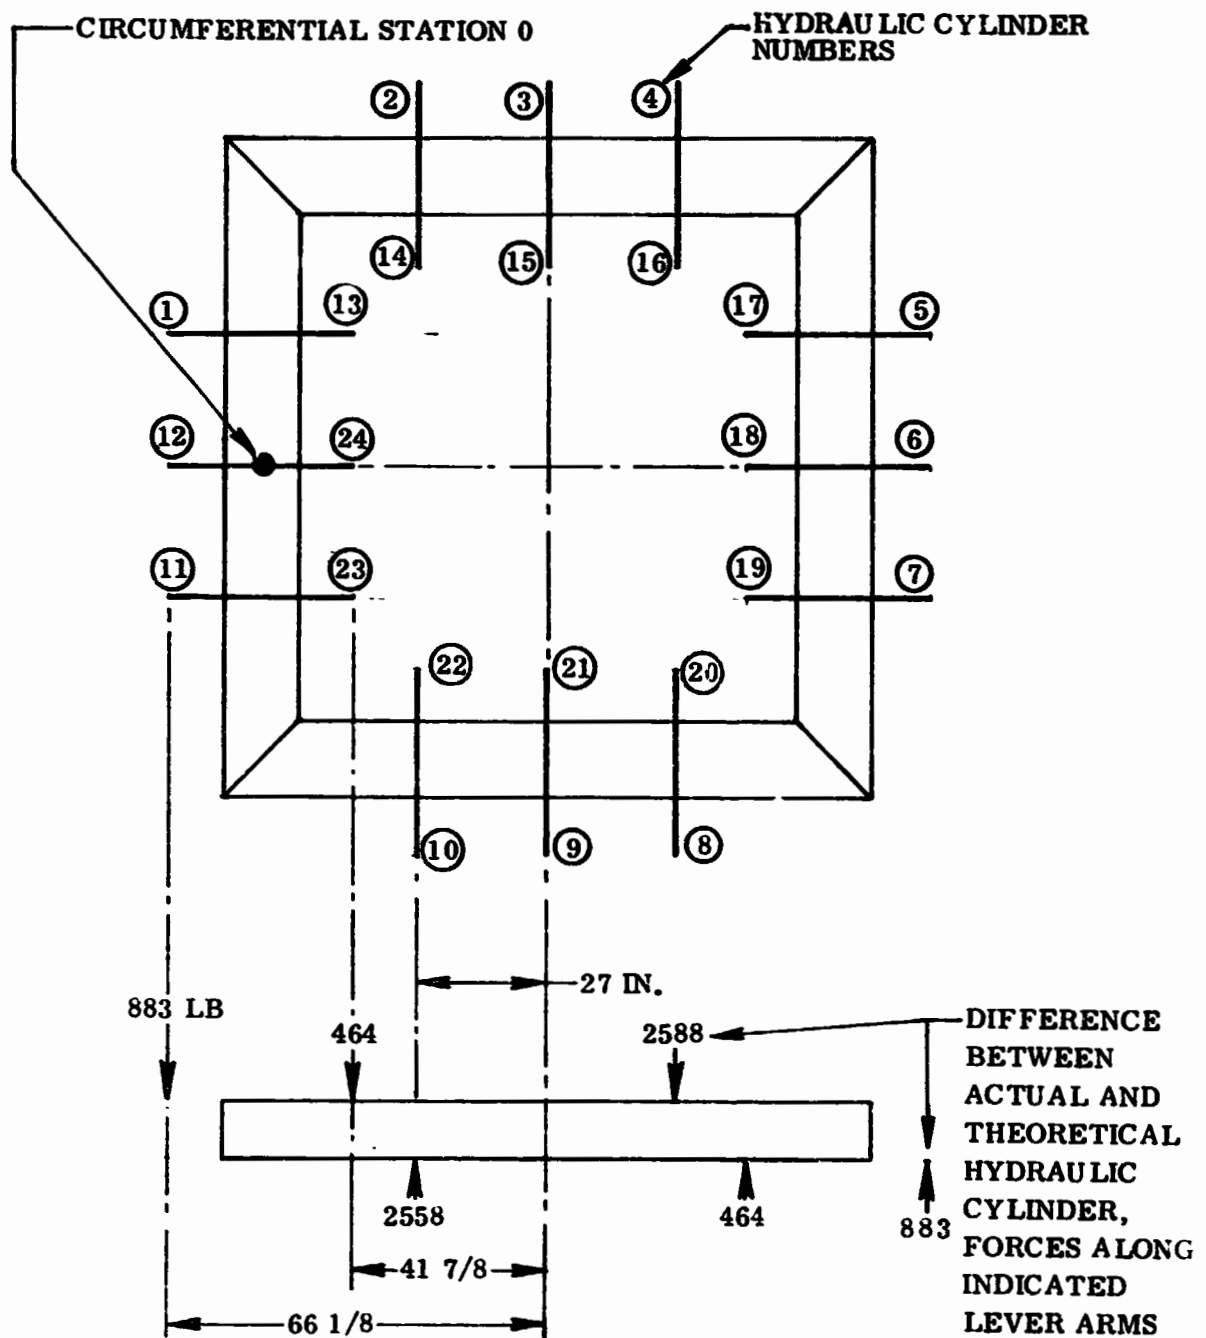 CIRCUMFERENTIAL STATION 0
HYDRAULIC CYLINDER
NUMBERS
2
3
4
14
15
16
1
13
17
5
12
24
18
6
11
23
19
7
22
21
20
10
9
8
27 IN.
883 LB
464
2588
DIFFERENCE
BETWEEN
ACTUAL AND
THEORETICAL
HYDRAULIC
CYLINDER,
FORCES ALONG
INDICATED
LEVER ARMS
2558
464
883
41 7/8
66 1/8